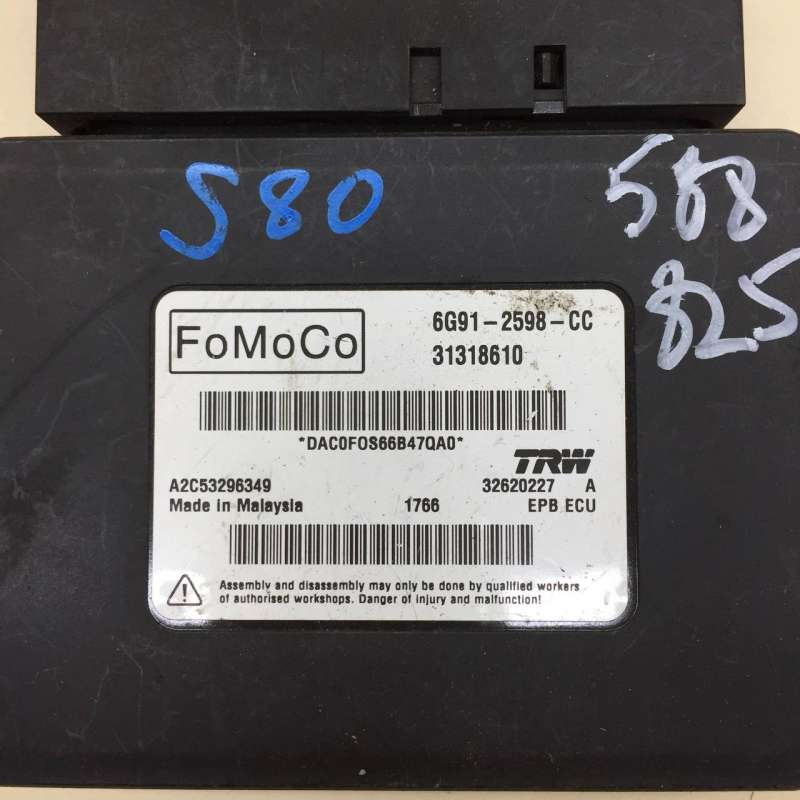 S80
588
825
FoMoCo
6G91-2598-CC
31318610
*DAC0FOS66B47QA0*
TRW
A2C53296349
32620227 A
Made in Malaysia
1766
EPB ECU
Assembly and disassembly may only be done by qualified workers
of authorised workshops. Danger of injury and malfunction!